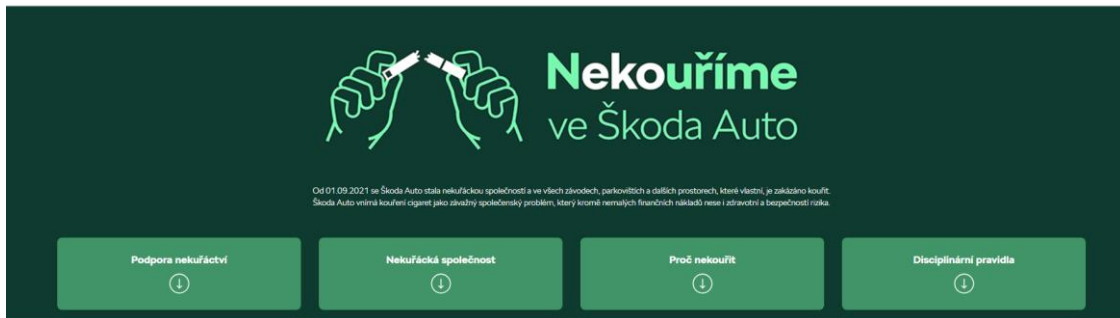 Nekouříme
ve Škoda Auto
Od 01.09.2021 se Škoda Auto stala nekuřáckou společností a ve všech závodech, parkovištích a dalších prostorech, které vlastní, je zakázáno kouřit.
Škoda Auto vnímá kouření cigaret jako závažný společenský problém, který kromě nemalých finančních nákladů nese i zdravotní a bezpečností rizika.
Podpora nekuřáctví
Nekuřácká společnost
Proč nekouřit
Disciplinární pravidla